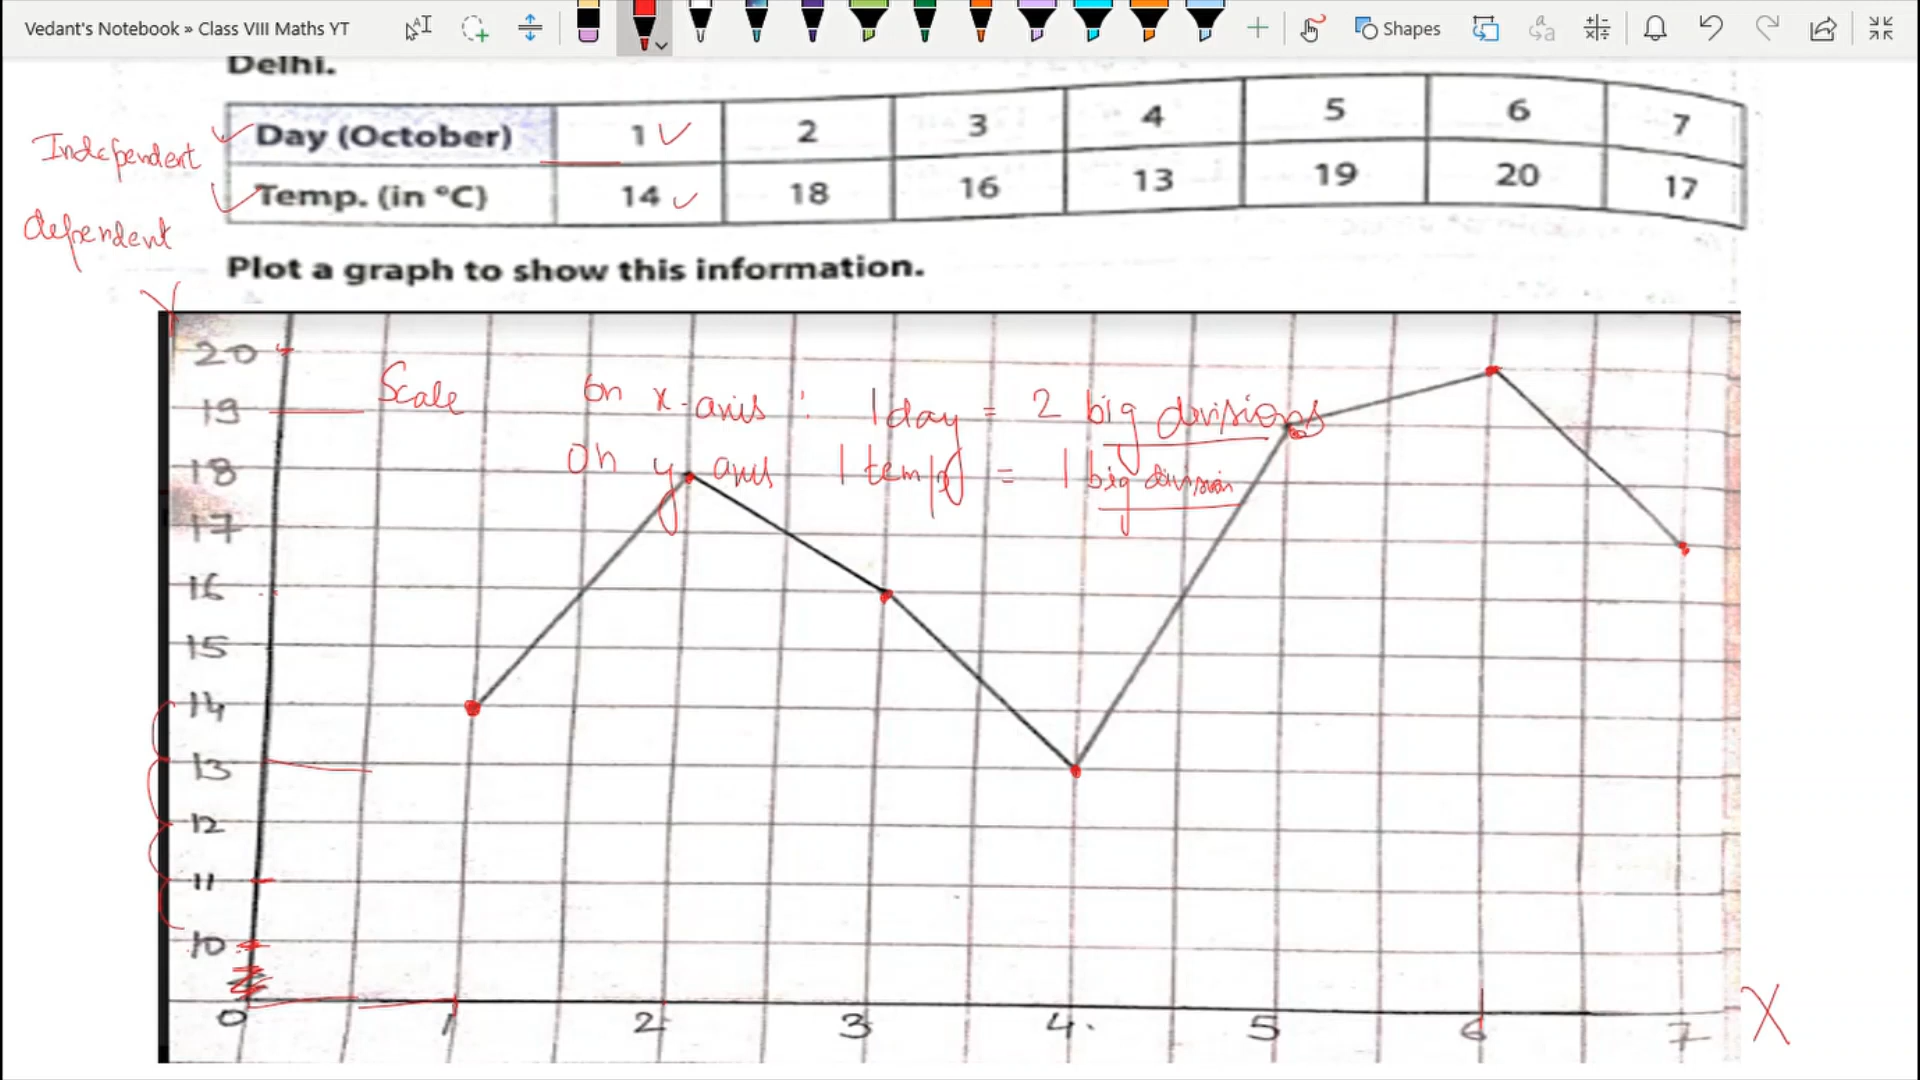 Vedant's Notebook » Class VIII Maths YT
Shapes
Delhi.
Independent
Day (October) 1 2 3 4 5 6 7
Temp. (in °C) 14 18 16 13 19 20 17
dependent
Plot a graph to show this information.
Y
20
Scale On x-axis : 1 day = 2 big divisions
19
On y axis 1 temp = 1 big division
18
17
16
15
14
13
12
11
10
0 1 2 3 4 5 6 7 X